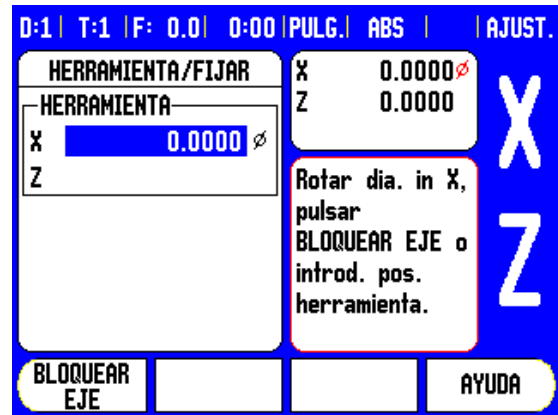 D:1 | T:1 | F: 0.0 | 0:00 | PULG. | ABS | | AJUST.
HERRAMIENTA/FIJAR
HERRAMIENTA
X 0.0000 ø
Z
X 0.0000 ø
Z 0.0000
Rotar dia. in X,
pulsar
BLOQUEAR EJE o
introd. pos.
herramienta.
X
Z
BLOQUEAR
EJE
AYUDA